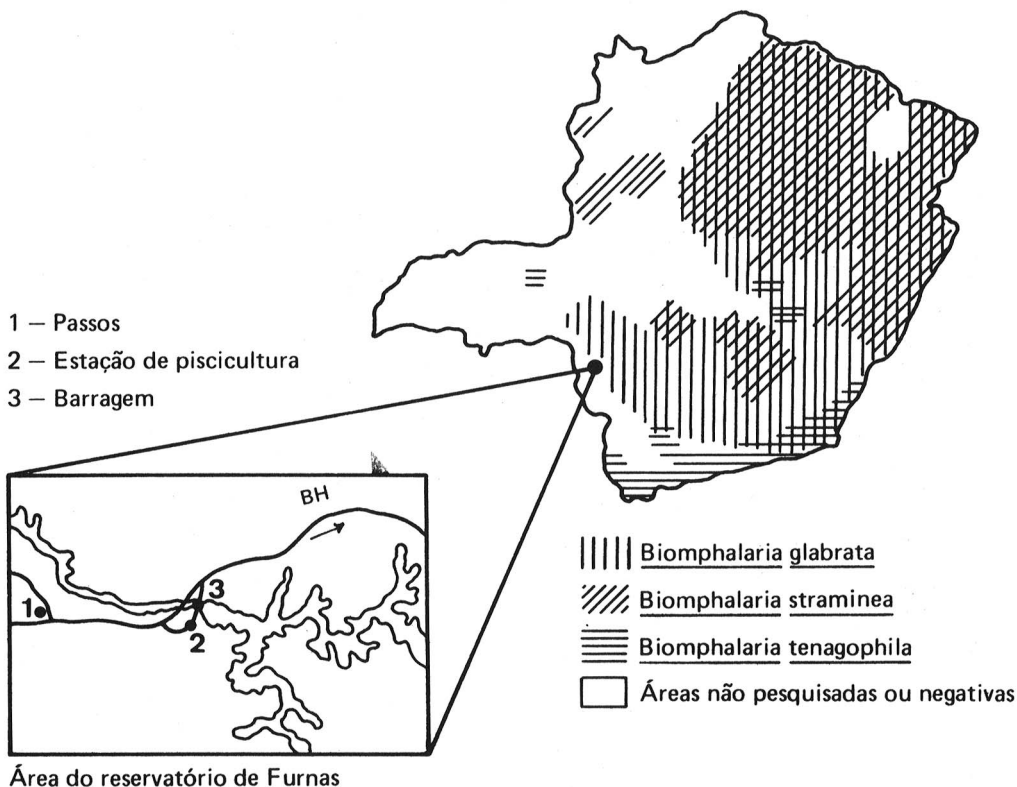 1 – Passos
2 – Estação de piscicultura
3 – Barragem
BH
1
3
2
Biomphalaria glabrata
Biomphalaria straminea
Biomphalaria tenagophila
Áreas não pesquisadas ou negativas
Área do reservatório de Furnas